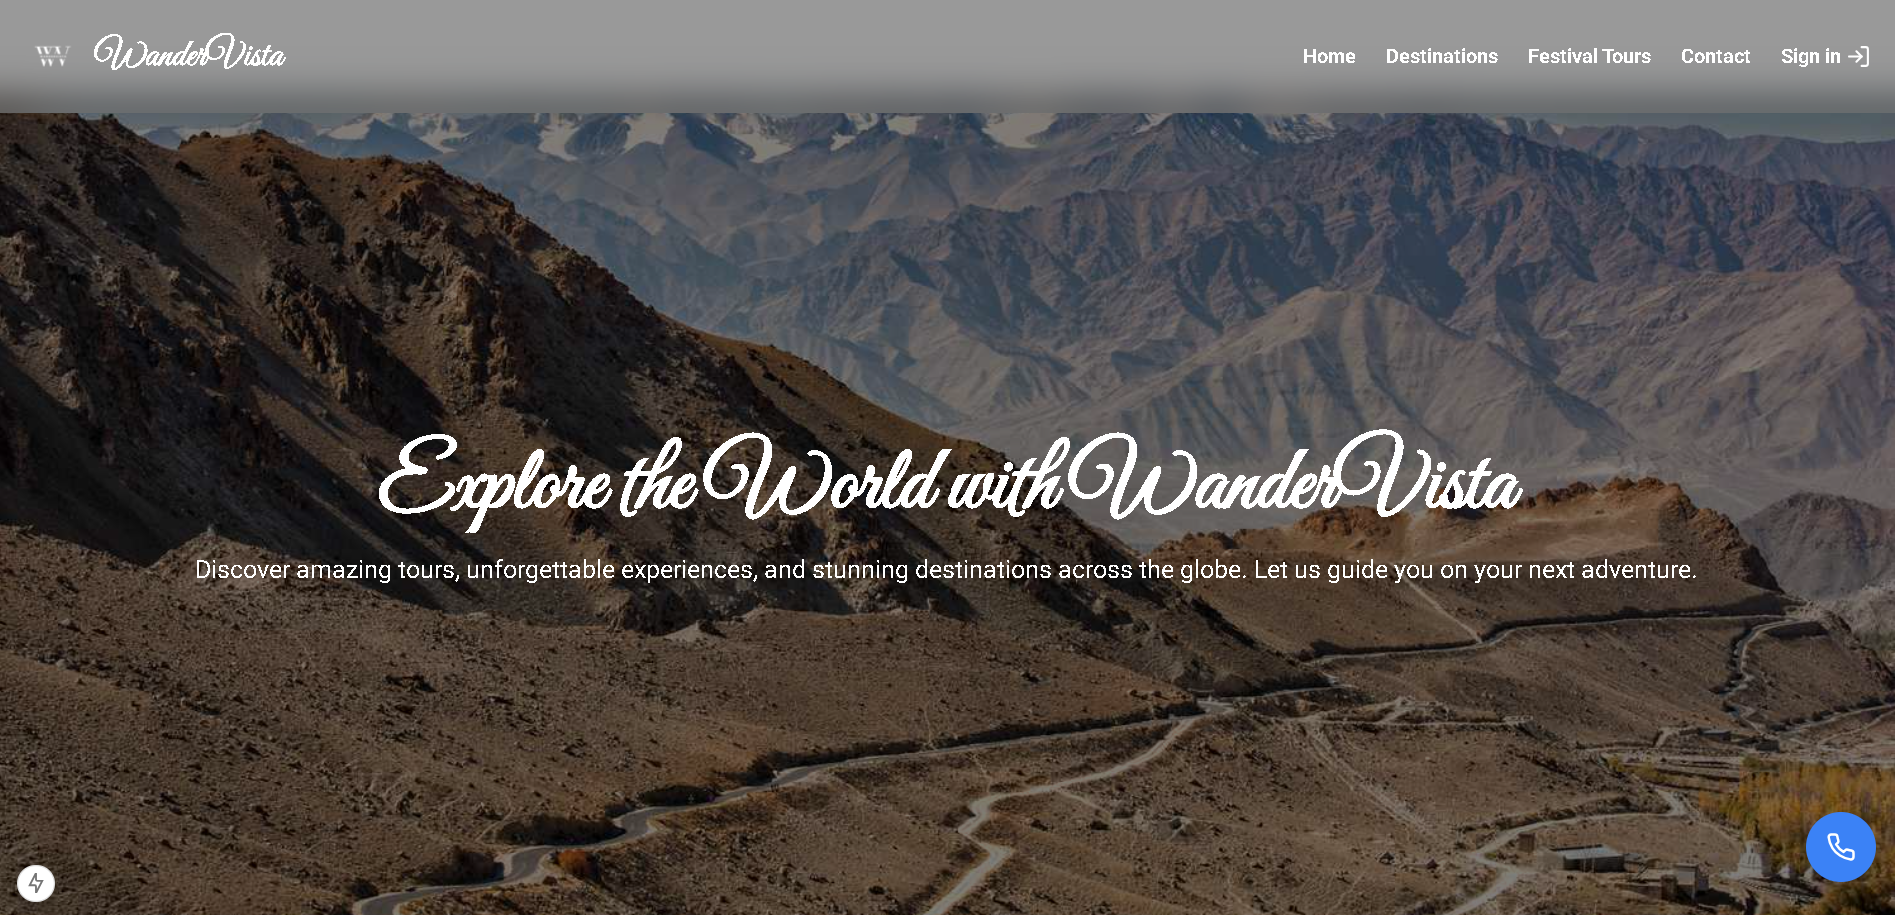 WV WanderVista Home Destinations Festival Tours Contact Sign in
Explore the World with WanderVista
Discover amazing tours, unforgettable experiences, and stunning destinations across the globe. Let us guide you on your next adventure.